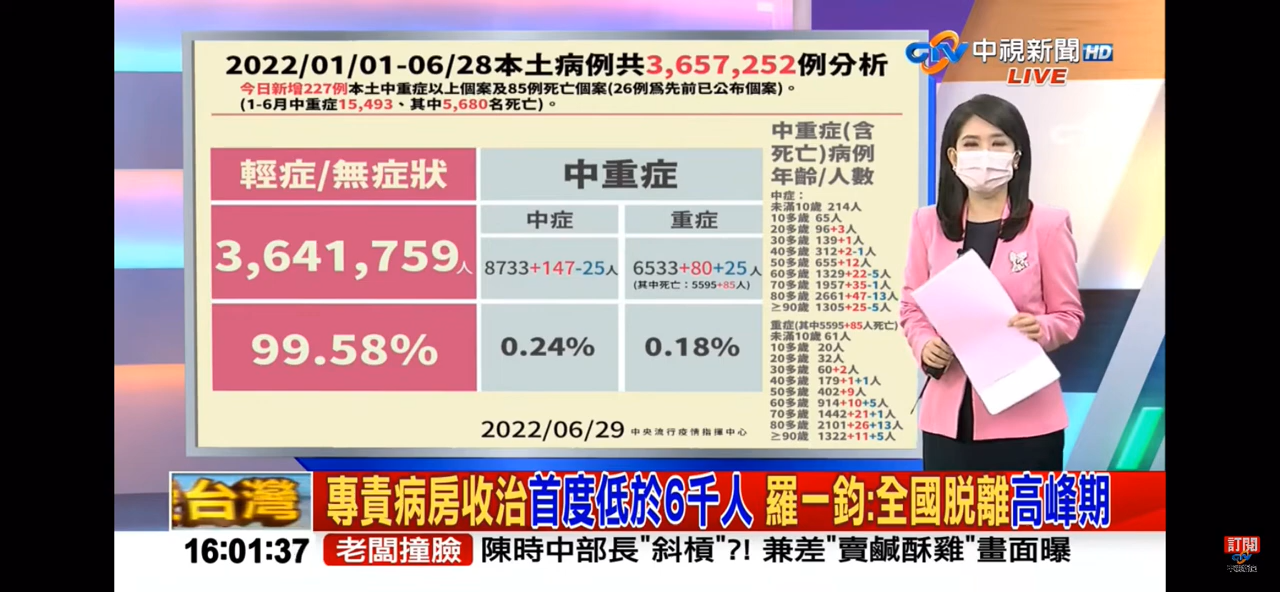 2022/01/01-06/28本土病例共3,657,252例分析
今日新增227例本土中重症以上個案及85例死亡個案(26例為先前已公布個案)。
(1-6月中重症15,493、其中5,680名死亡)。
輕症/無症狀
3,641,759人
99.58%
中重症
中症
重症
8733+147-25人
6533+80+25人
(其中死亡：5595+85人)
0.24%
0.18%
2022/06/29 中央流行疫情指揮中心
中重症(含
死亡)病例
年齡/人數
中症：
未滿10歲 214人
10多歲 65人
20多歲 96+3人
30多歲 139+1人
40多歲 312+2-1人
50多歲 655+12人
60多歲 1329+22-5人
70多歲 1957+35-1人
80多歲 2661+47-13人
≥90歲 1305+25-5人
重症(其中5595+85人死亡)
未滿10歲 61人
10多歲 20人
20多歲 32人
30多歲 60+2人
40多歲 179+1+1人
50多歲 402+9人
60多歲 914+10+5人
70多歲 1442+21+1人
80多歲 2101+26+13人
≥90歲 1322+11+5人
CTV 中視新聞 HD
LIVE
台灣
專責病房收治首度低於6千人 羅一鈞:全國脫離高峰期
16:01:37 老闆撞臉 陳時中部長"斜槓"?! 兼差"賣鹹酥雞"畫面曝
訂閱
中視新聞